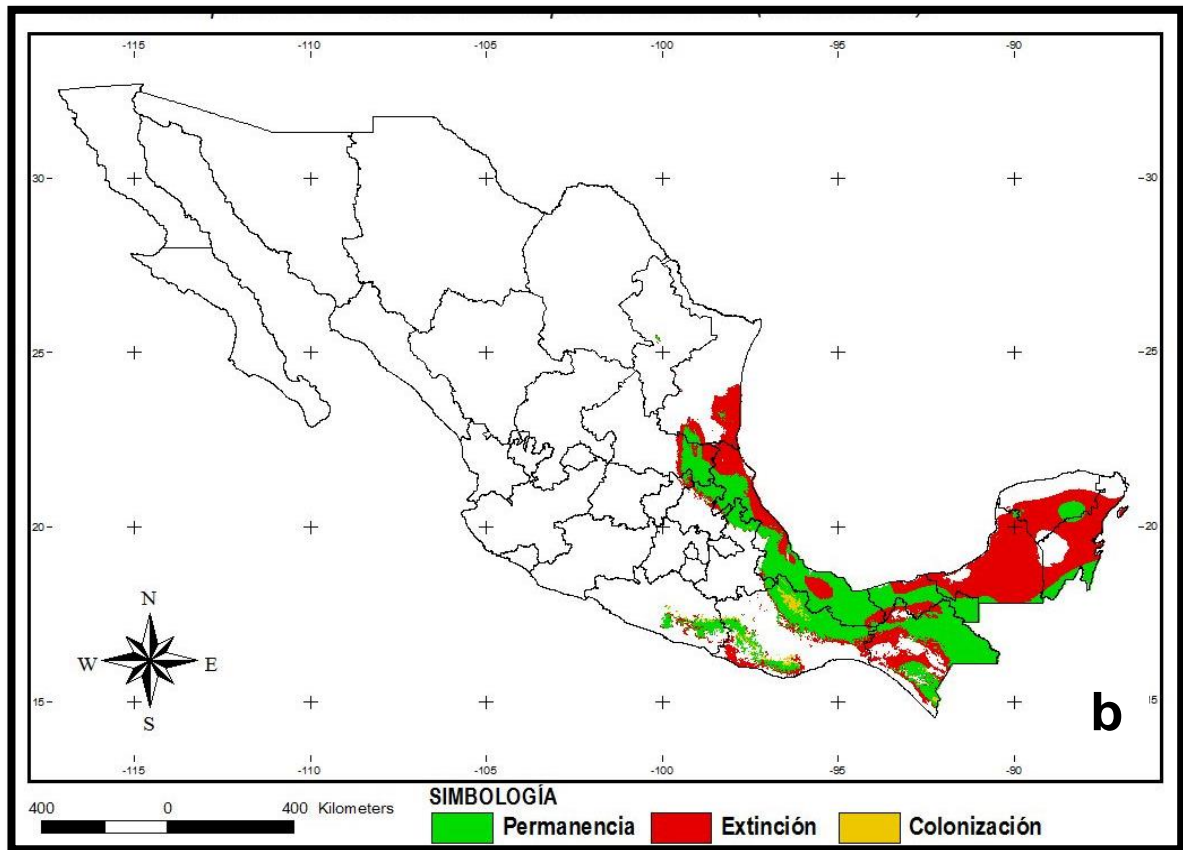 -115 -110 -105 -100 -95 -90
30- -30
25- -25
20- -20
15- -15
N
W E
S
b
-115 -110 -105 -100 -95 -90
400 0 400 Kilometers
SIMBOLOGÍA
Permanencia Extinción Colonización